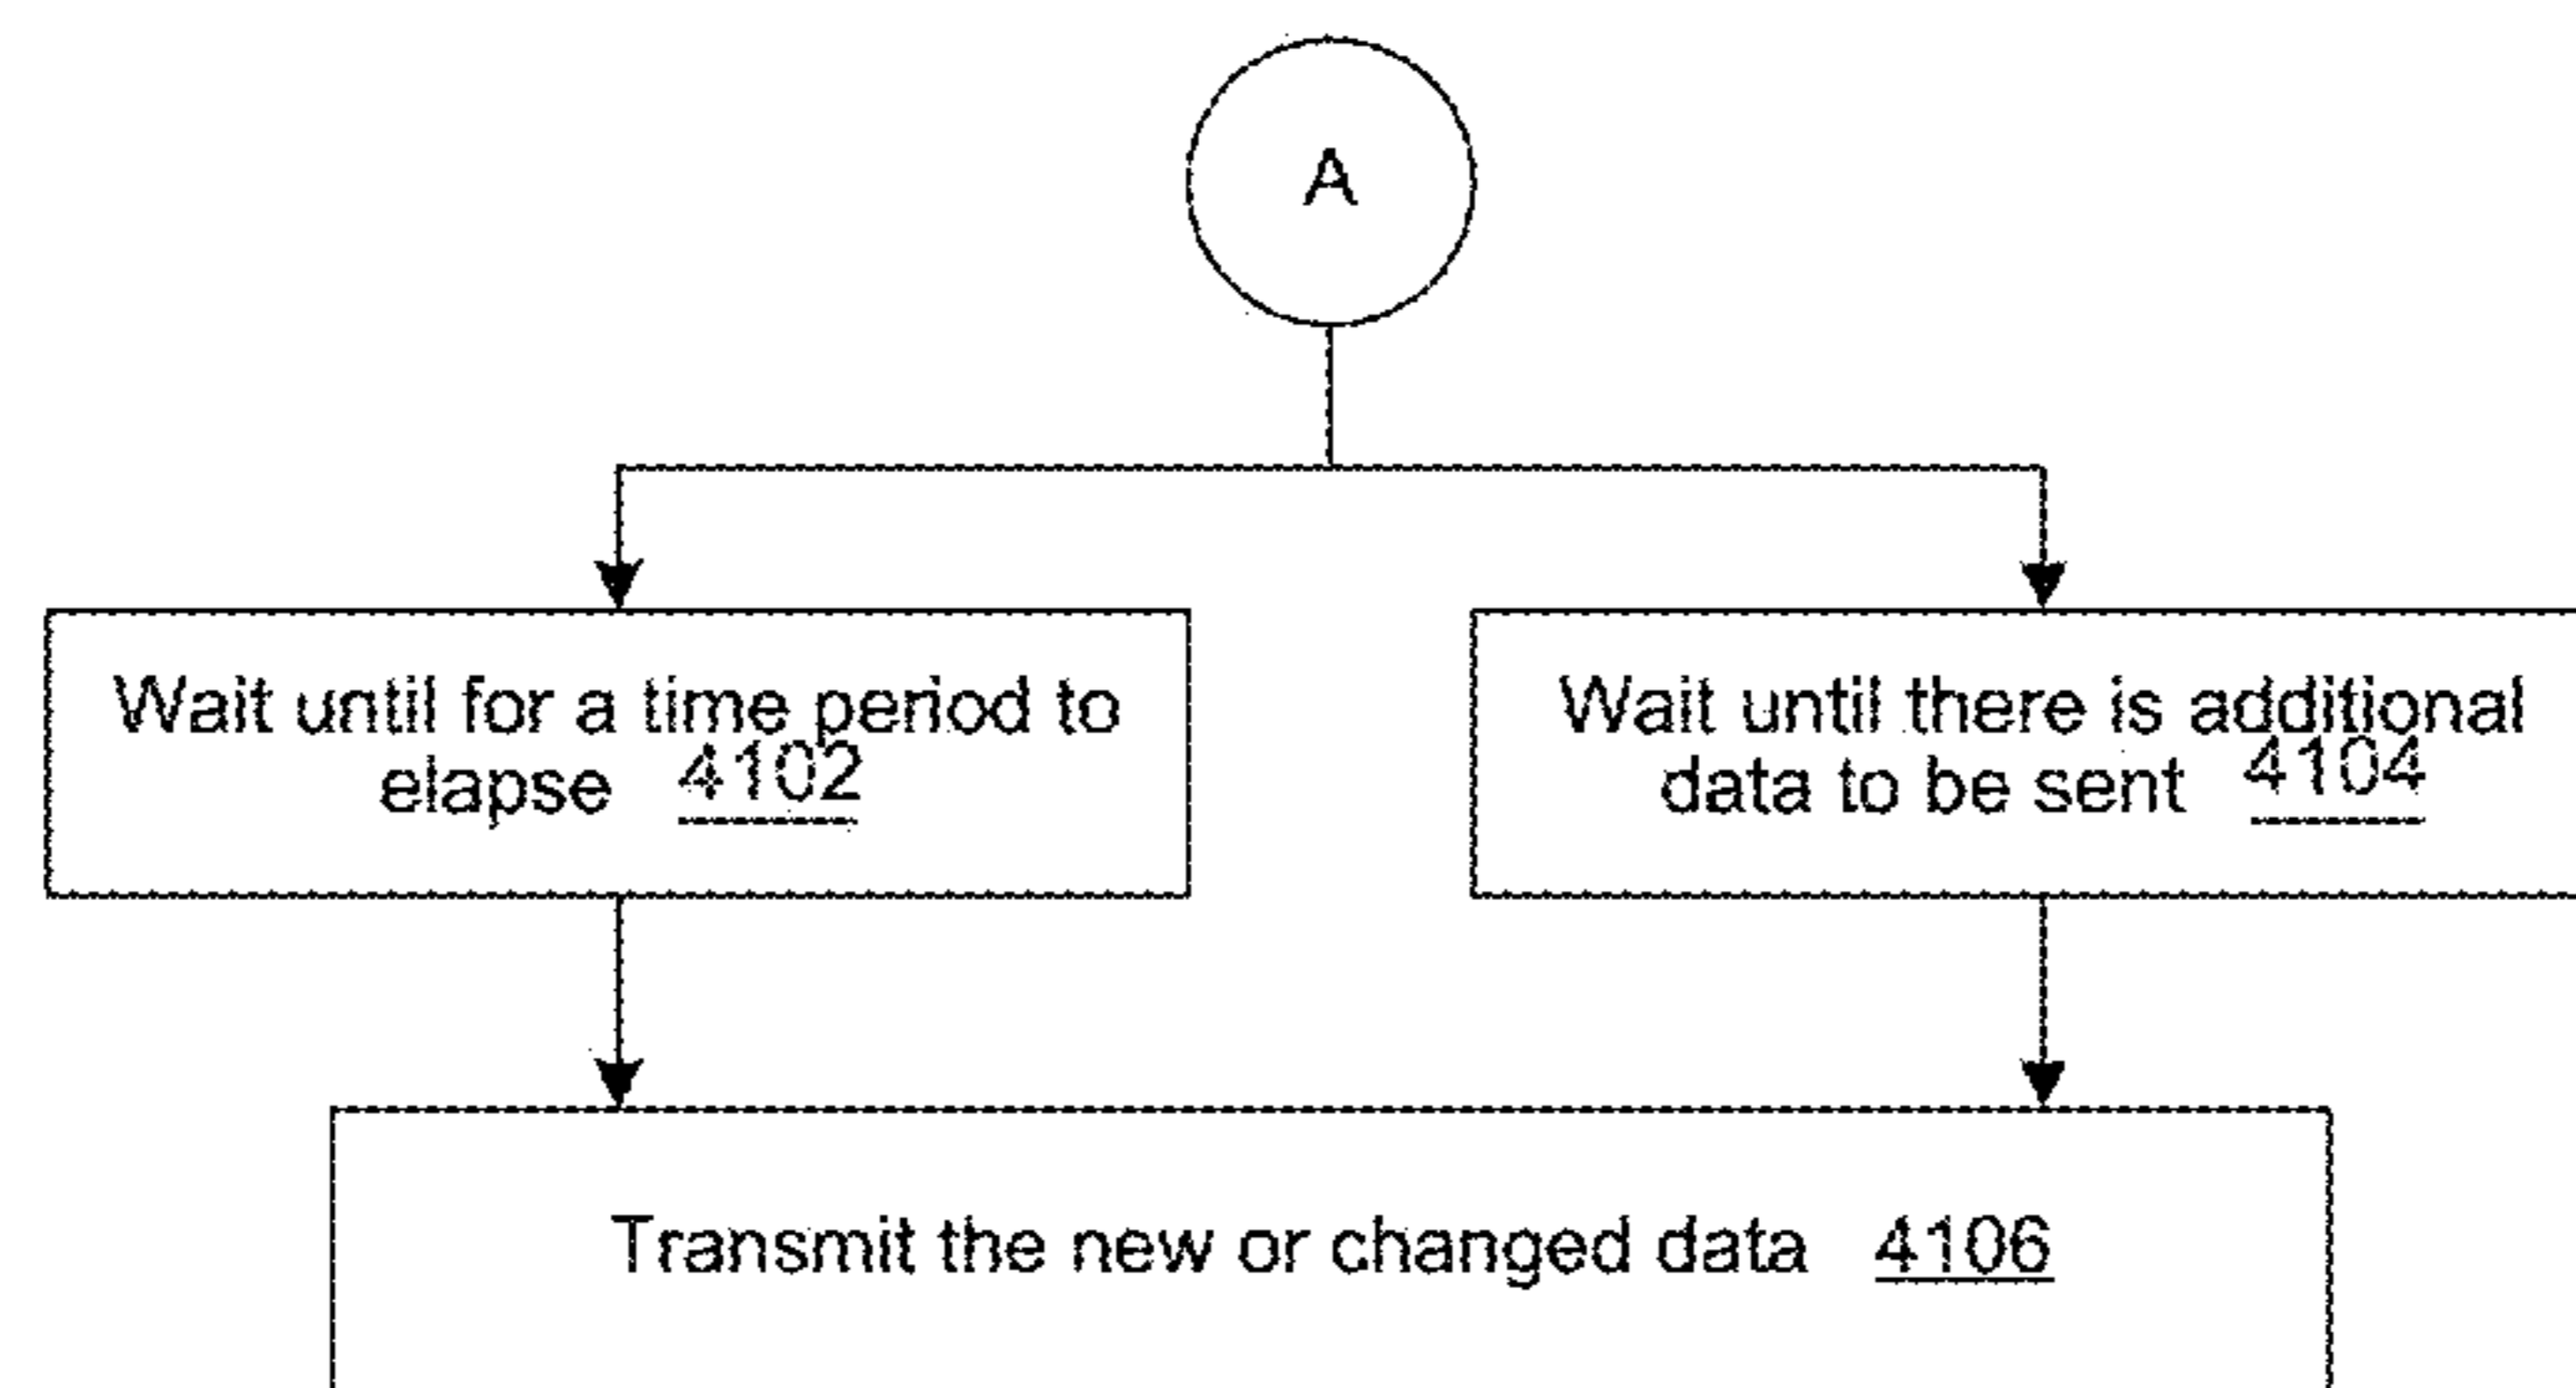 A
Wait until for a time period to
elapse 4102
Wait until there is additional
data to be sent 4104
Transmit the new or changed data 4106